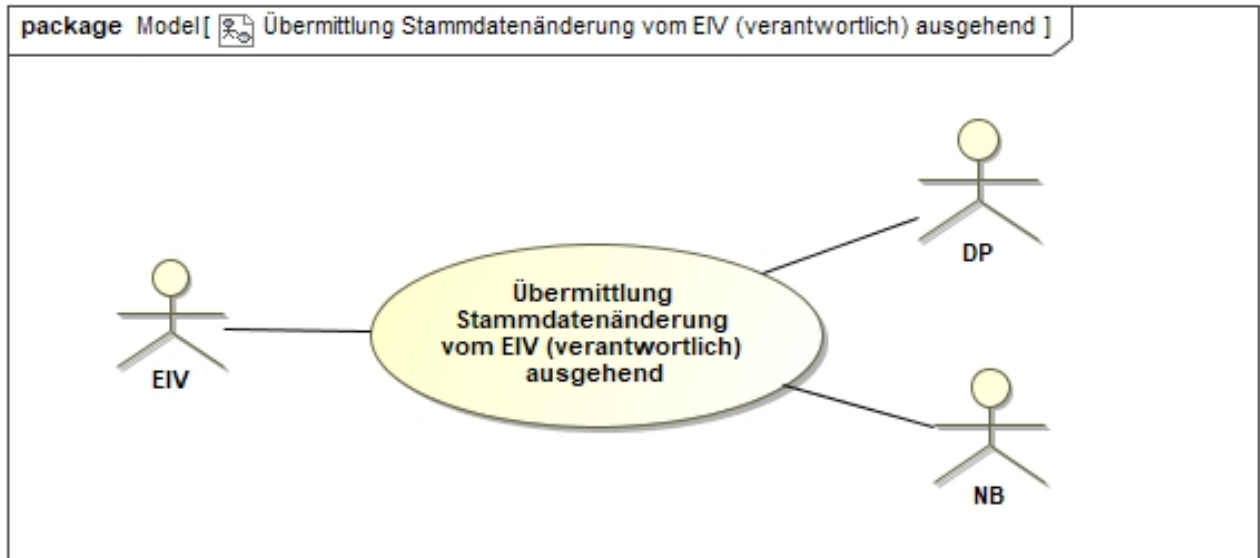 package Model[ Übermittlung Stammdatenänderung vom EIV (verantwortlich) ausgehend ]
DP
Übermittlung
Stammdatenänderung
vom EIV (verantwortlich)
ausgehend
EIV
NB